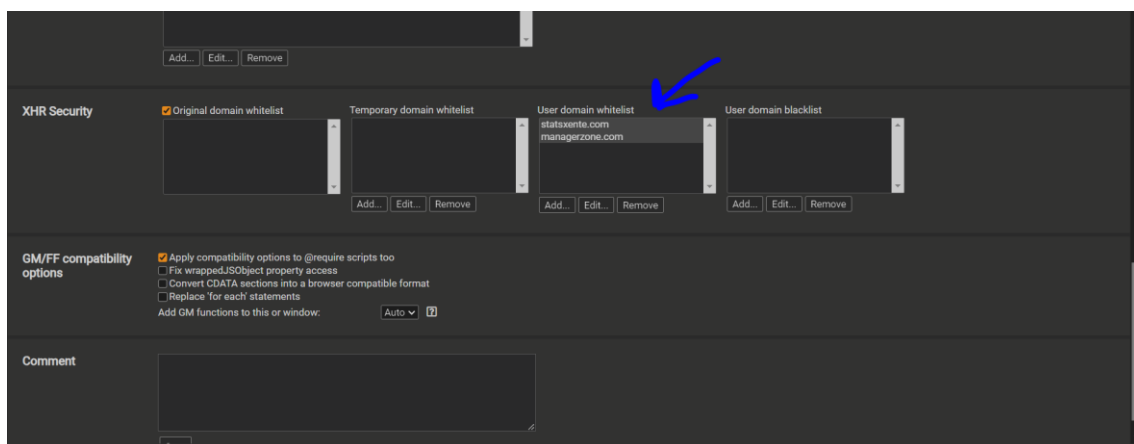 Add... Edit... Remove
XHR Security
Original domain whitelist
Temporary domain whitelist
Add... Edit... Remove
User domain whitelist
statsxente.com
managerzone.com
Add... Edit... Remove
User domain blacklist
Add... Edit... Remove
GM/FF compatibility
options
Apply compatibility options to @require scripts too
Fix wrappedJSObject property access
Convert CDATA sections into a browser compatible format
Replace 'for each' statements
Add GM functions to this or window: Auto [?]
Comment